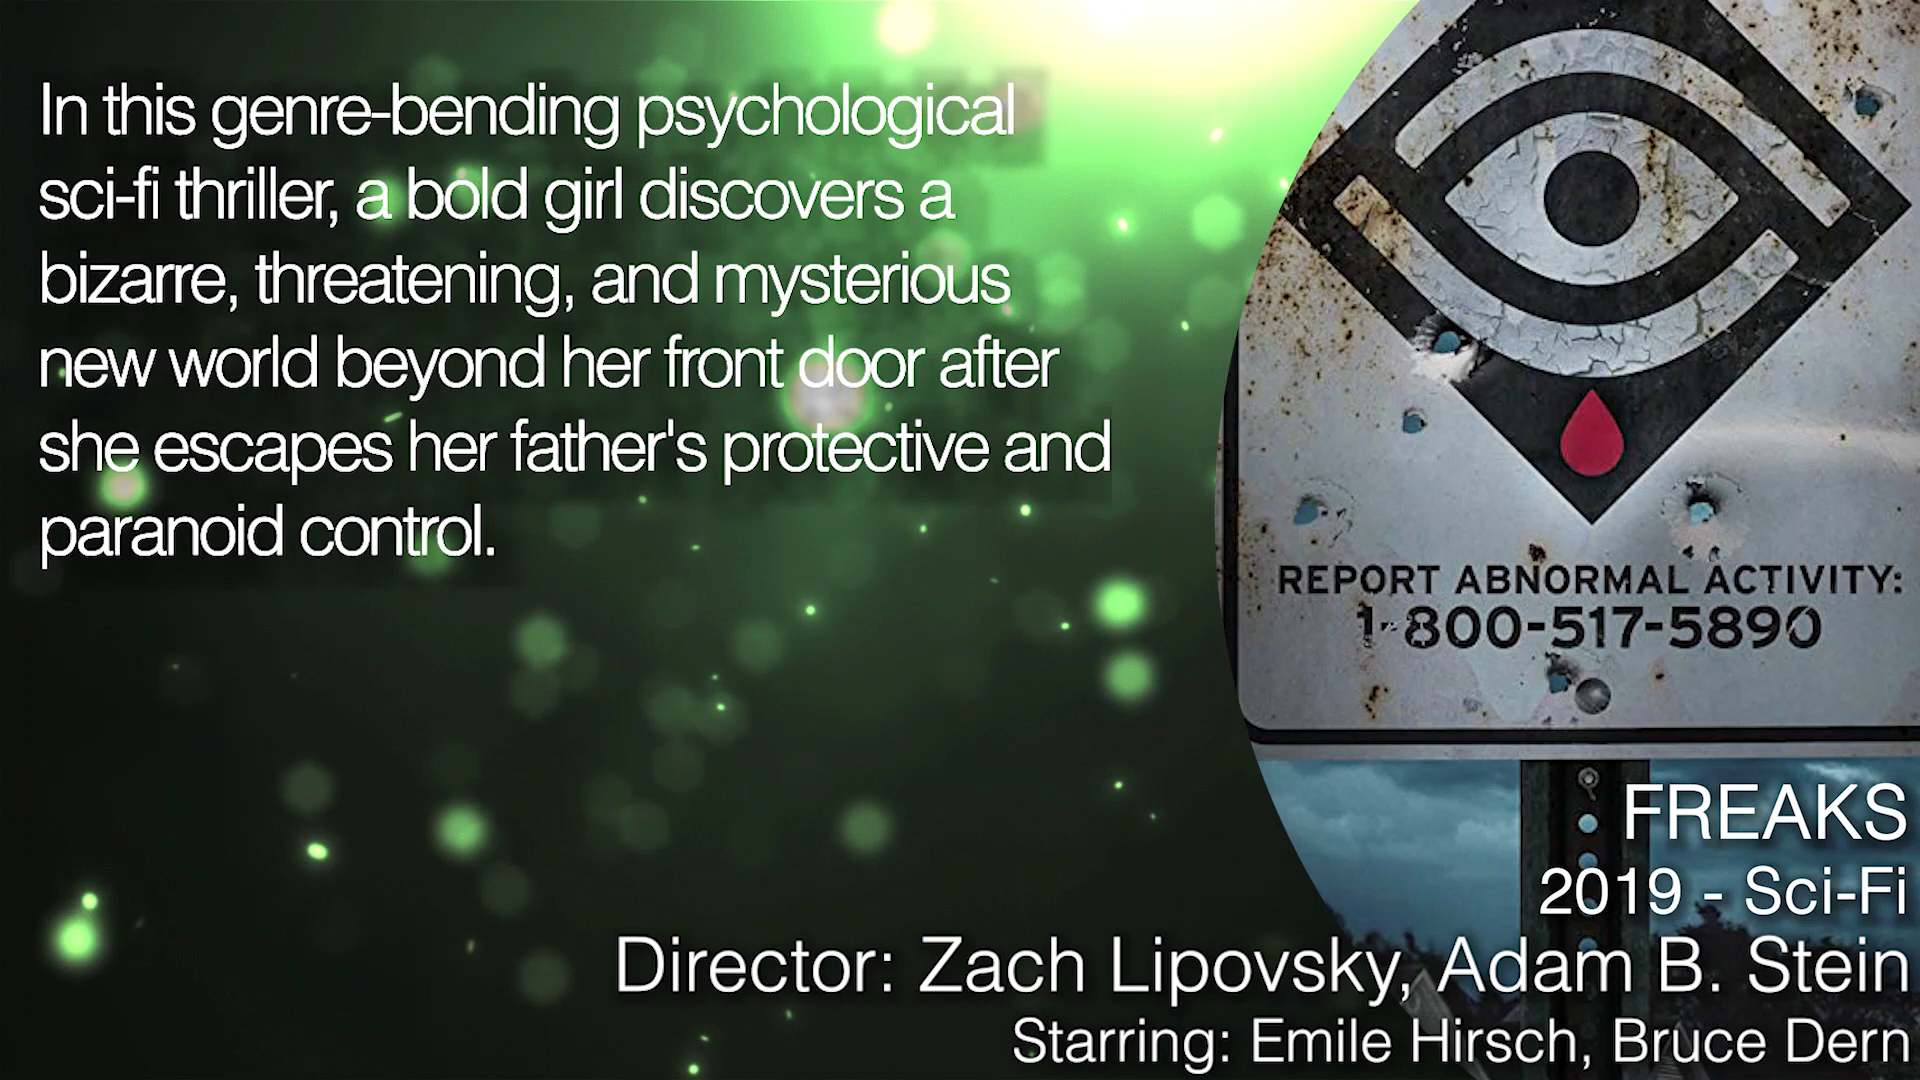 In this genre-bending psychological
sci-fi thriller, a bold girl discovers a
bizarre, threatening, and mysterious
new world beyond her front door after
she escapes her father's protective and
paranoid control.
REPORT ABNORMAL ACTIVITY:
1-800-517-5890
FREAKS
2019 - Sci-Fi
Director: Zach Lipovsky, Adam B. Stein
Starring: Emile Hirsch, Bruce Dern